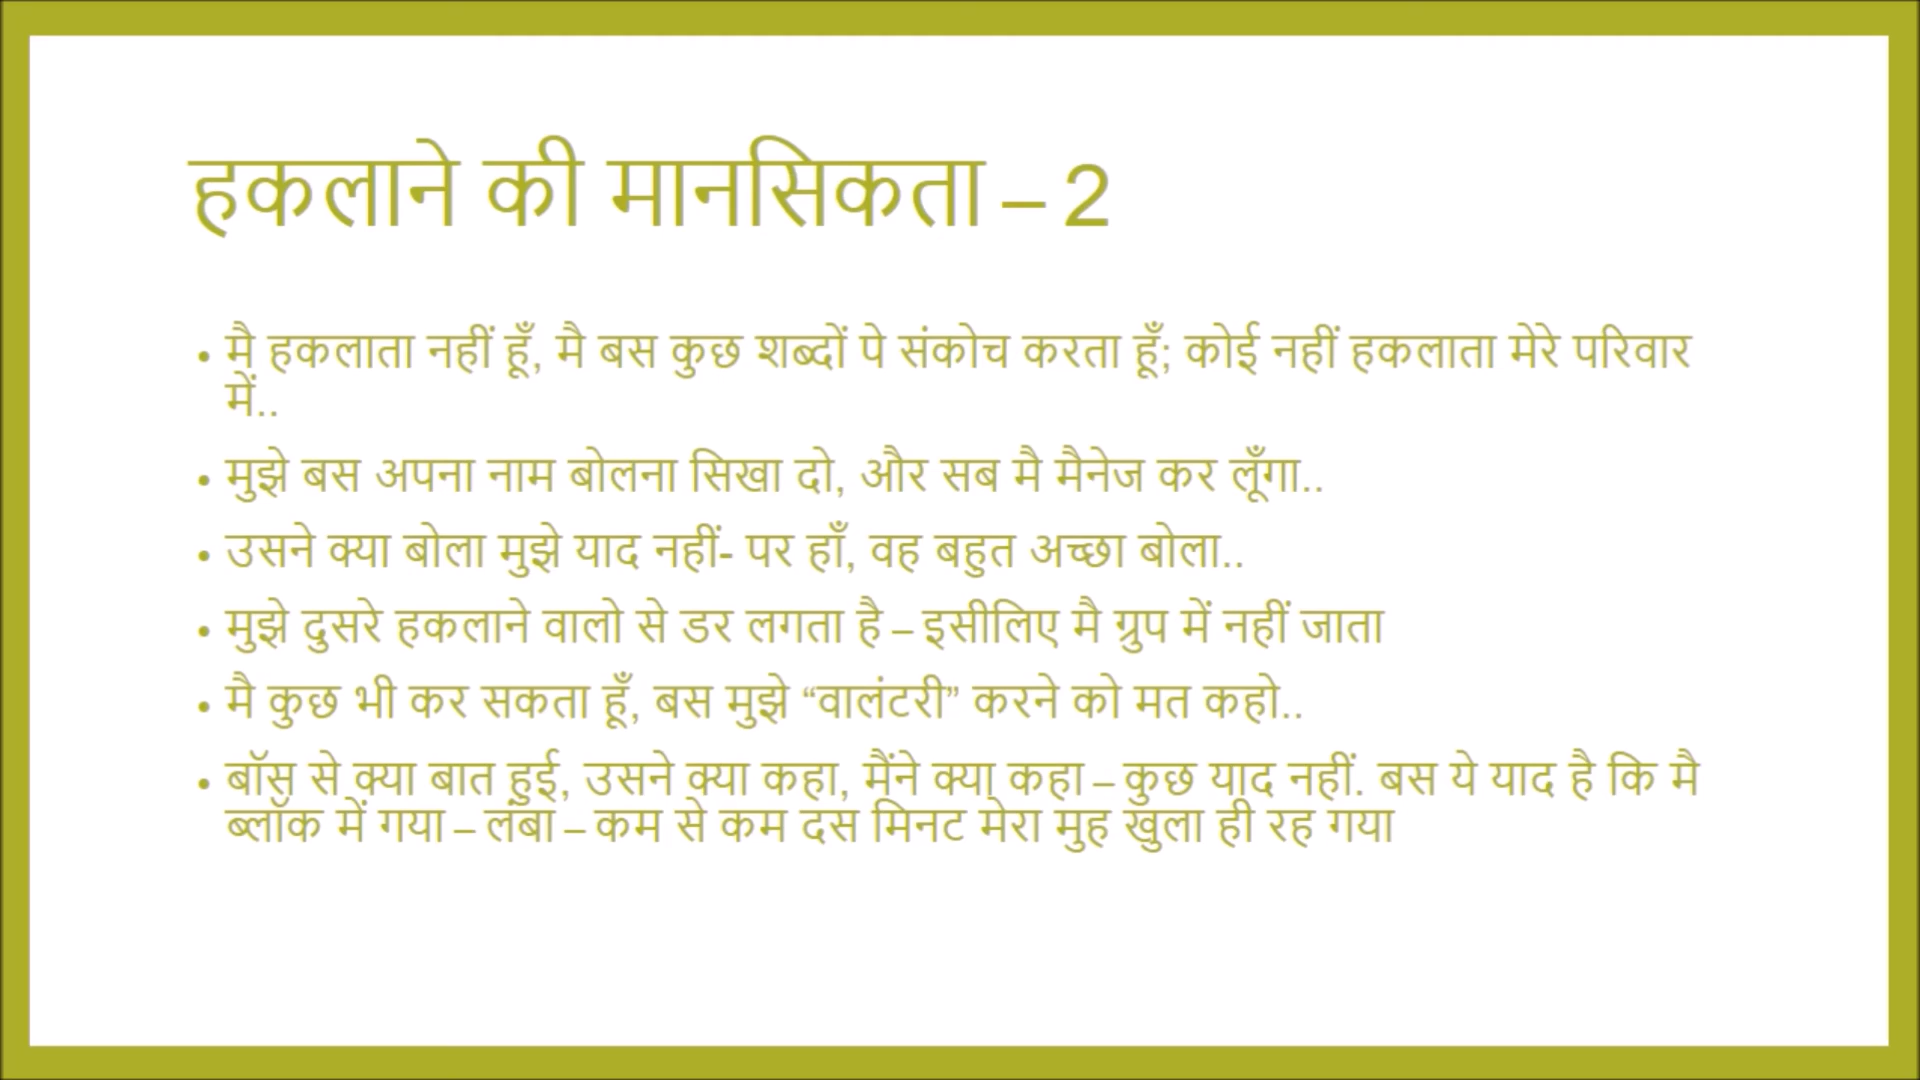 हकलाने की मानसिकता – 2
• मै हकलाता नहीं हूँ, मै बस कुछ शब्दों पे संकोच करता हूँ; कोई नहीं हकलाता मेरे परिवार
में..
• मुझे बस अपना नाम बोलना सिखा दो, और सब मै मैनेज कर लूँगा..
• उसने क्या बोला मुझे याद नहीं- पर हाँ, वह बहुत अच्छा बोला..
• मुझे दुसरे हकलाने वालो से डर लगता है – इसीलिए मै ग्रुप में नहीं जाता
• मै कुछ भी कर सकता हूँ, बस मुझे “वालंटरी” करने को मत कहो..
• बॉस से क्या बात हुई, उसने क्या कहा, मैंने क्या कहा – कुछ याद नहीं. बस ये याद है कि मै
ब्लॉक में गया – लंबा – कम से कम दस मिनट मेरा मुह खुला ही रह गया